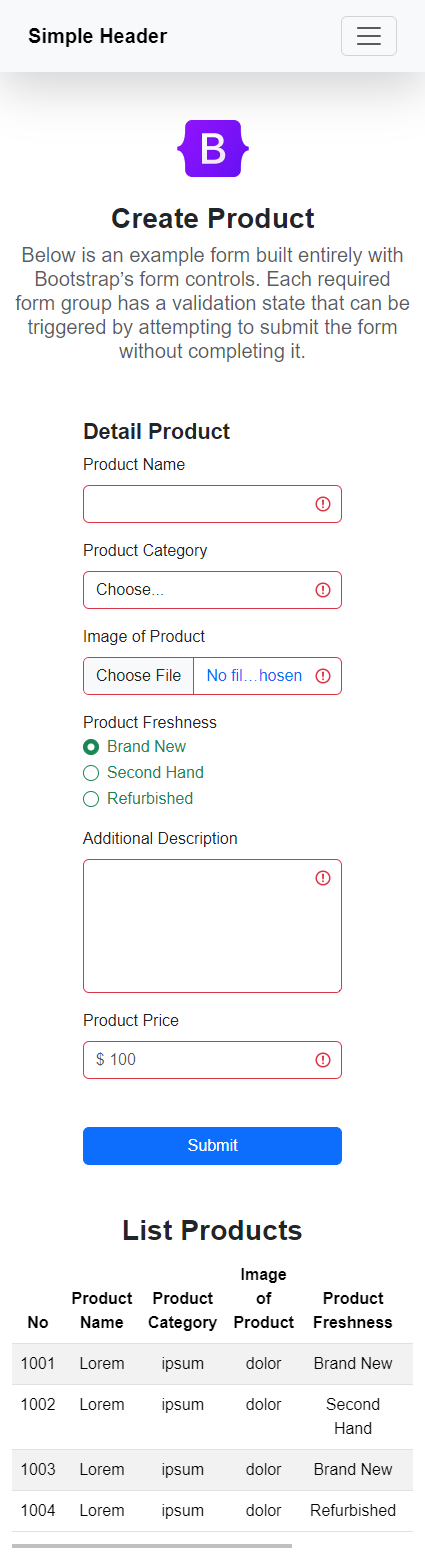 Simple Header
B
Create Product
Below is an example form built entirely with
Bootstrap’s form controls. Each required
form group has a validation state that can be
triggered by attempting to submit the form
without completing it.
Detail Product
Product Name
Product Category
Choose...
Image of Product
Choose File No fil…hosen
Product Freshness
Brand New
Second Hand
Refurbished
Additional Description
Product Price
$ 100
Submit
List Products
No Product Name Product Category Image of Product Product Freshness
1001 Lorem ipsum dolor Brand New
1002 Lorem ipsum dolor Second Hand
1003 Lorem ipsum dolor Brand New
1004 Lorem ipsum dolor Refurbished